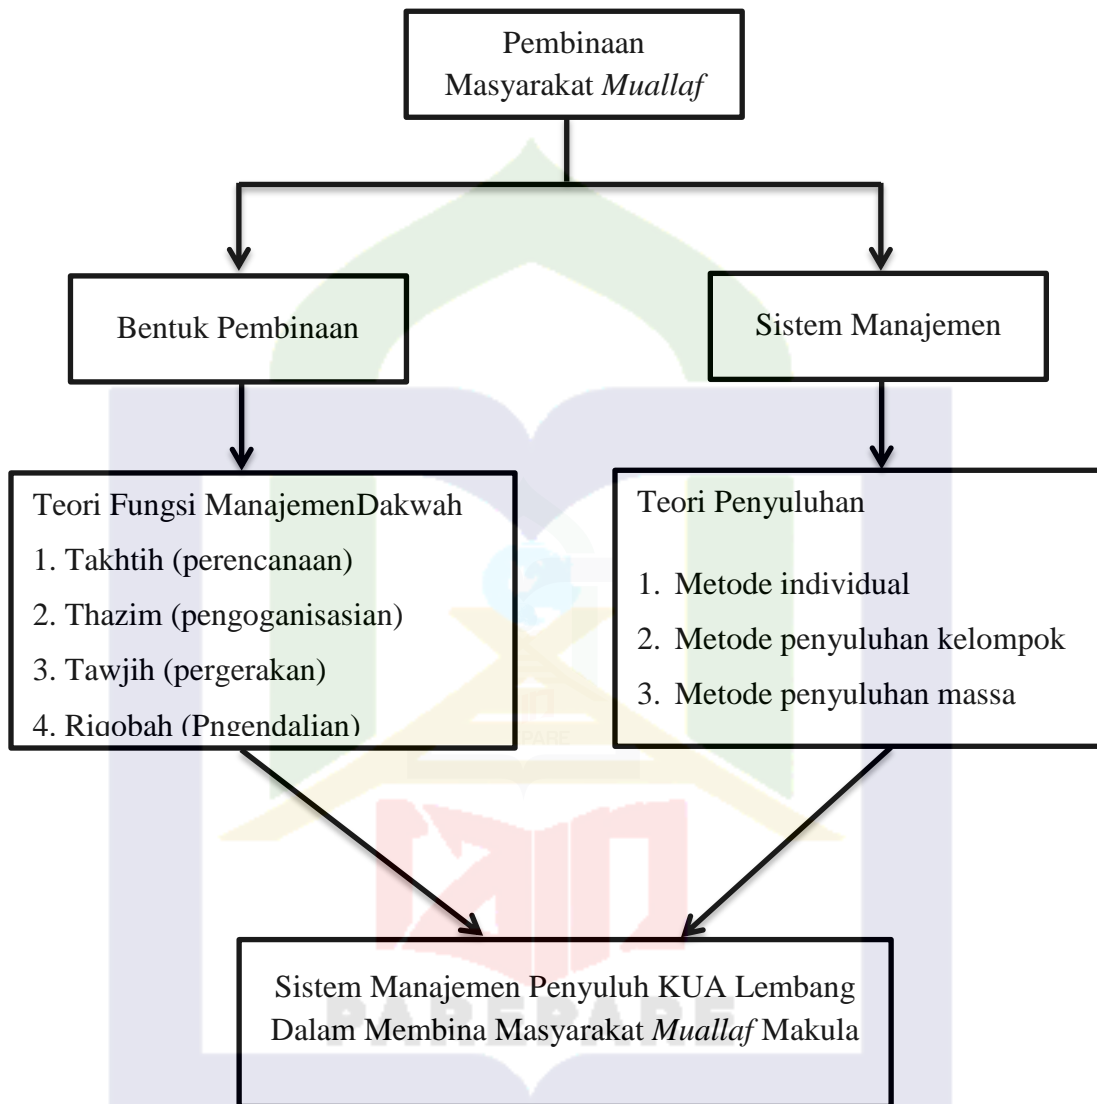 Pembinaan
Masyarakat Muallaf
Bentuk Pembinaan
Sistem Manajemen
Teori Fungsi ManajemenDakwah
1. Takhtih (perencanaan)
2. Thazim (pengoganisasian)
3. Tawjih (pergerakan)
4. Riqobah (Pngendalian)
Teori Penyuluhan
1. Metode individual
2. Metode penyuluhan kelompok
3. Metode penyuluhan massa
Sistem Manajemen Penyuluh KUA Lembang
Dalam Membina Masyarakat Muallaf Makula
PAREPARE